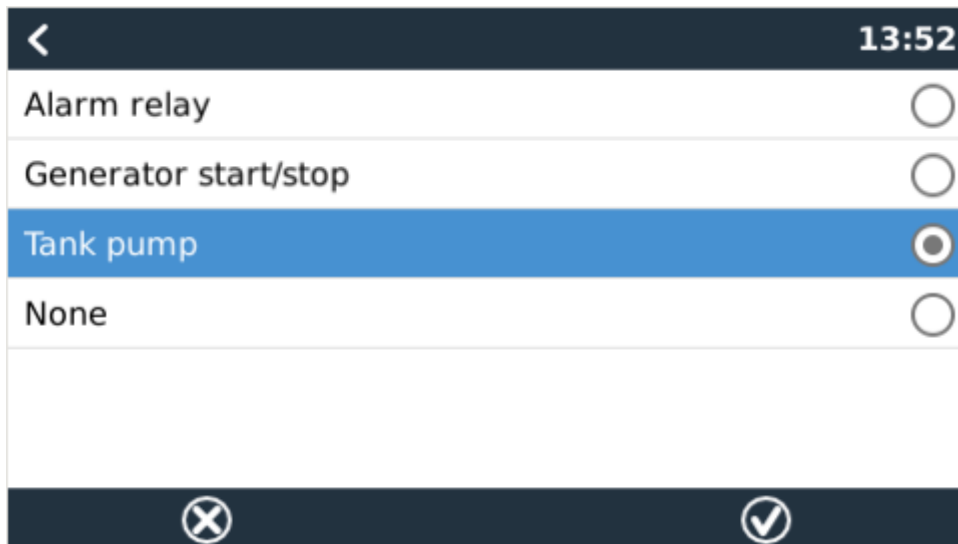 13:52
Alarm relay
Generator start/stop
Tank pump
None